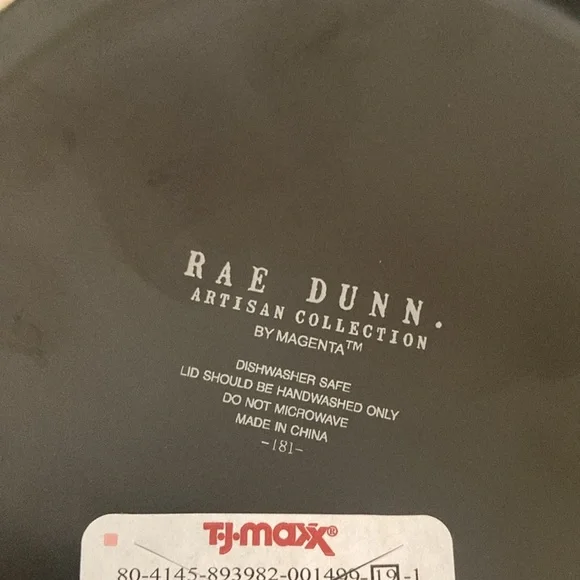 RAE DUNN.
ARTISAN COLLECTION
BY MAGENTA™
DISHWASHER SAFE
LID SHOULD BE HANDWASHED ONLY
DO NOT MICROWAVE
MADE IN CHINA
-181-
T·J·maxx®
80-4145-893982-001499-19-1